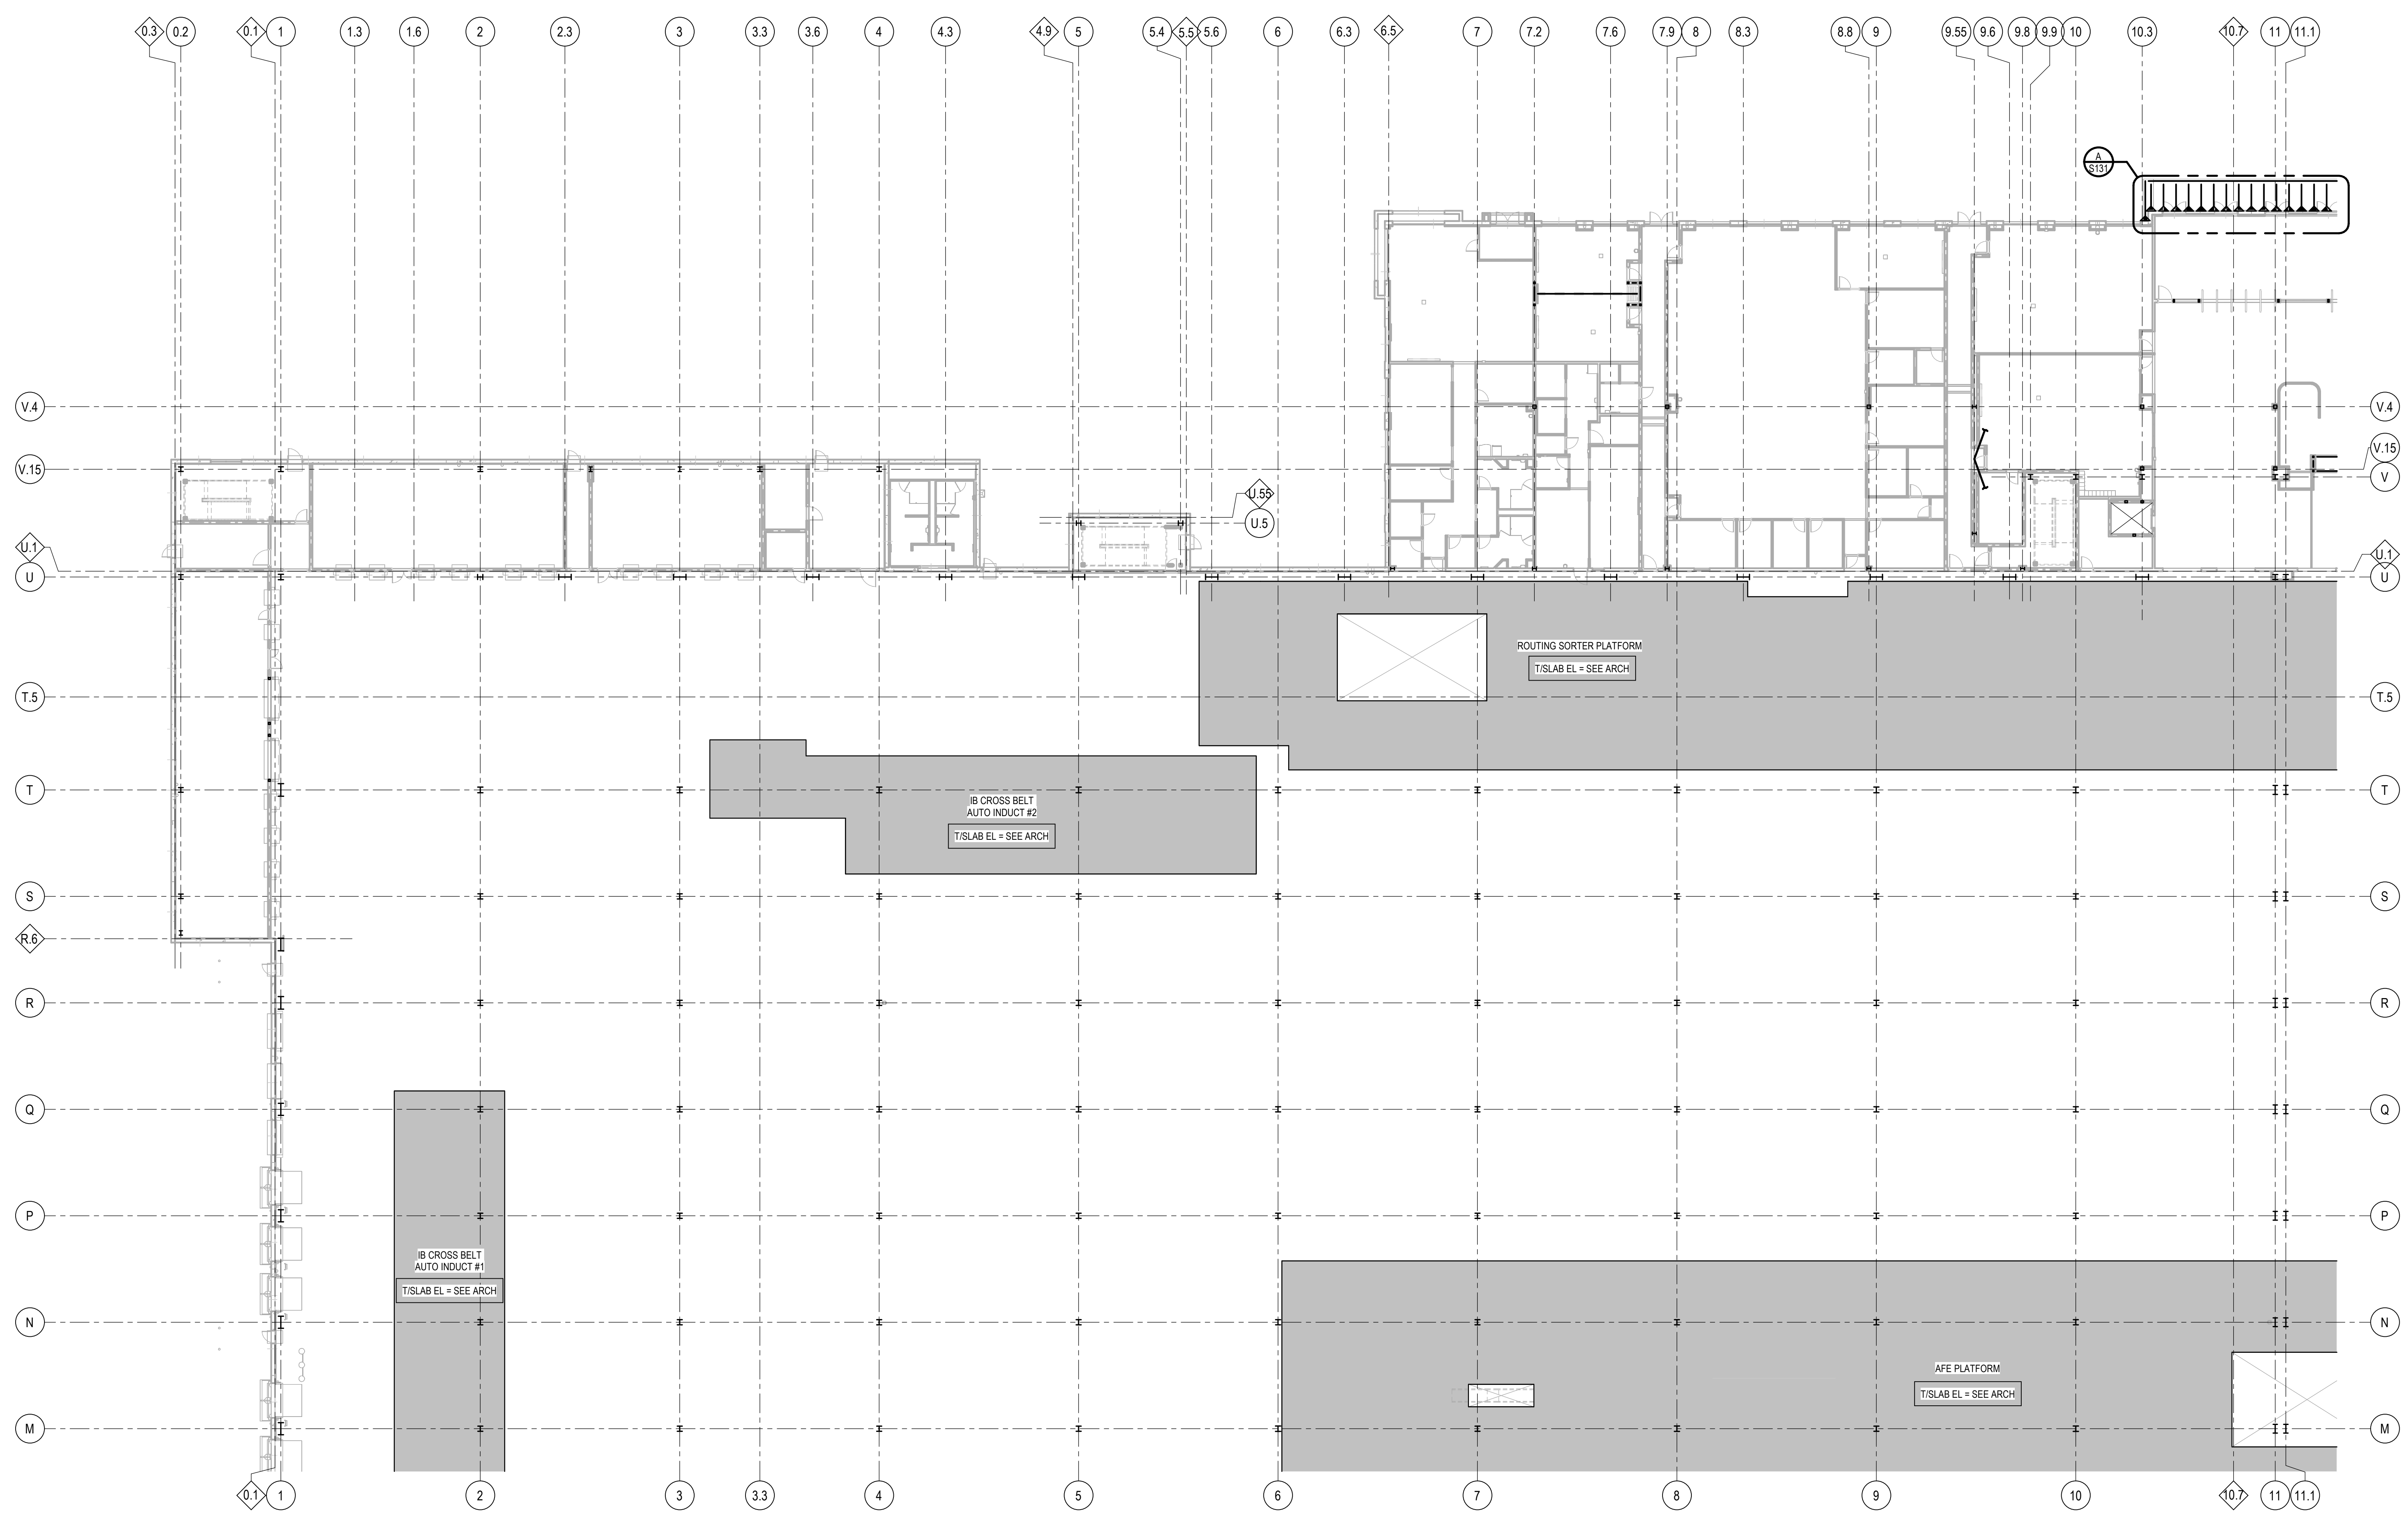 0.3
0.2
0.1
1
1.3
1.6
2
2.3
3
3.3
3.6
4
4.3
4.9
5
5.4
5.5
5.6
6
6.3
6.5
7
7.2
7.6
7.9
8
8.3
8.8
9
9.55
9.6
9.8
9.9
10
10.3
10.7
11
11.1
A
S131
V.4
V.4
V.15
V.15
V
U.55
U.5
U.1
U
U.1
U
ROUTING SORTER PLATFORM
T/SLAB EL = SEE ARCH
T.5
T.5
T
IB CROSS BELT
AUTO INDUCT #2
T/SLAB EL = SEE ARCH
T
S
S
R.6
R
R
Q
Q
P
P
IB CROSS BELT
AUTO INDUCT #1
T/SLAB EL = SEE ARCH
N
N
AFE PLATFORM
T/SLAB EL = SEE ARCH
M
M
0.1
1
2
3
3.3
4
5
6
7
8
9
10
10.7
11
11.1